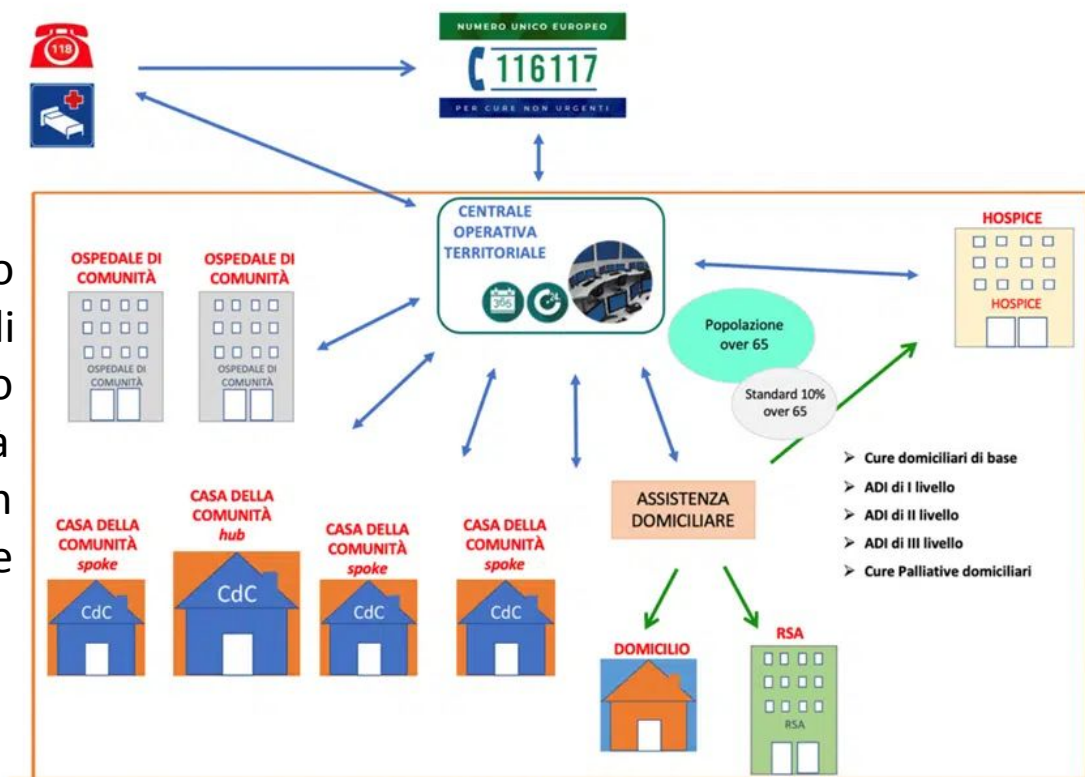 118
NUMERO UNICO EUROPEO
116117
PER CURE NON URGENTI
CENTRALE
OPERATIVA
TERRITORIALE
365
24
OSPEDALE DI
COMUNITÀ
OSPEDALE DI
COMUNITÀ
OSPEDALE DI
COMUNITÀ
OSPEDALE DI
COMUNITÀ
HOSPICE
HOSPICE
Popolazione
over 65
Standard 10%
over 65
CASA DELLA
COMUNITÀ
spoke
CdC
CASA DELLA
COMUNITÀ
hub
CdC
CASA DELLA
COMUNITÀ
spoke
CdC
CASA DELLA
COMUNITÀ
spoke
CdC
ASSISTENZA
DOMICILIARE
➢ Cure domiciliari di base
➢ ADI di I livello
➢ ADI di II livello
➢ ADI di III livello
➢ Cure Palliative domiciliari
DOMICILIO
RSA
RSA